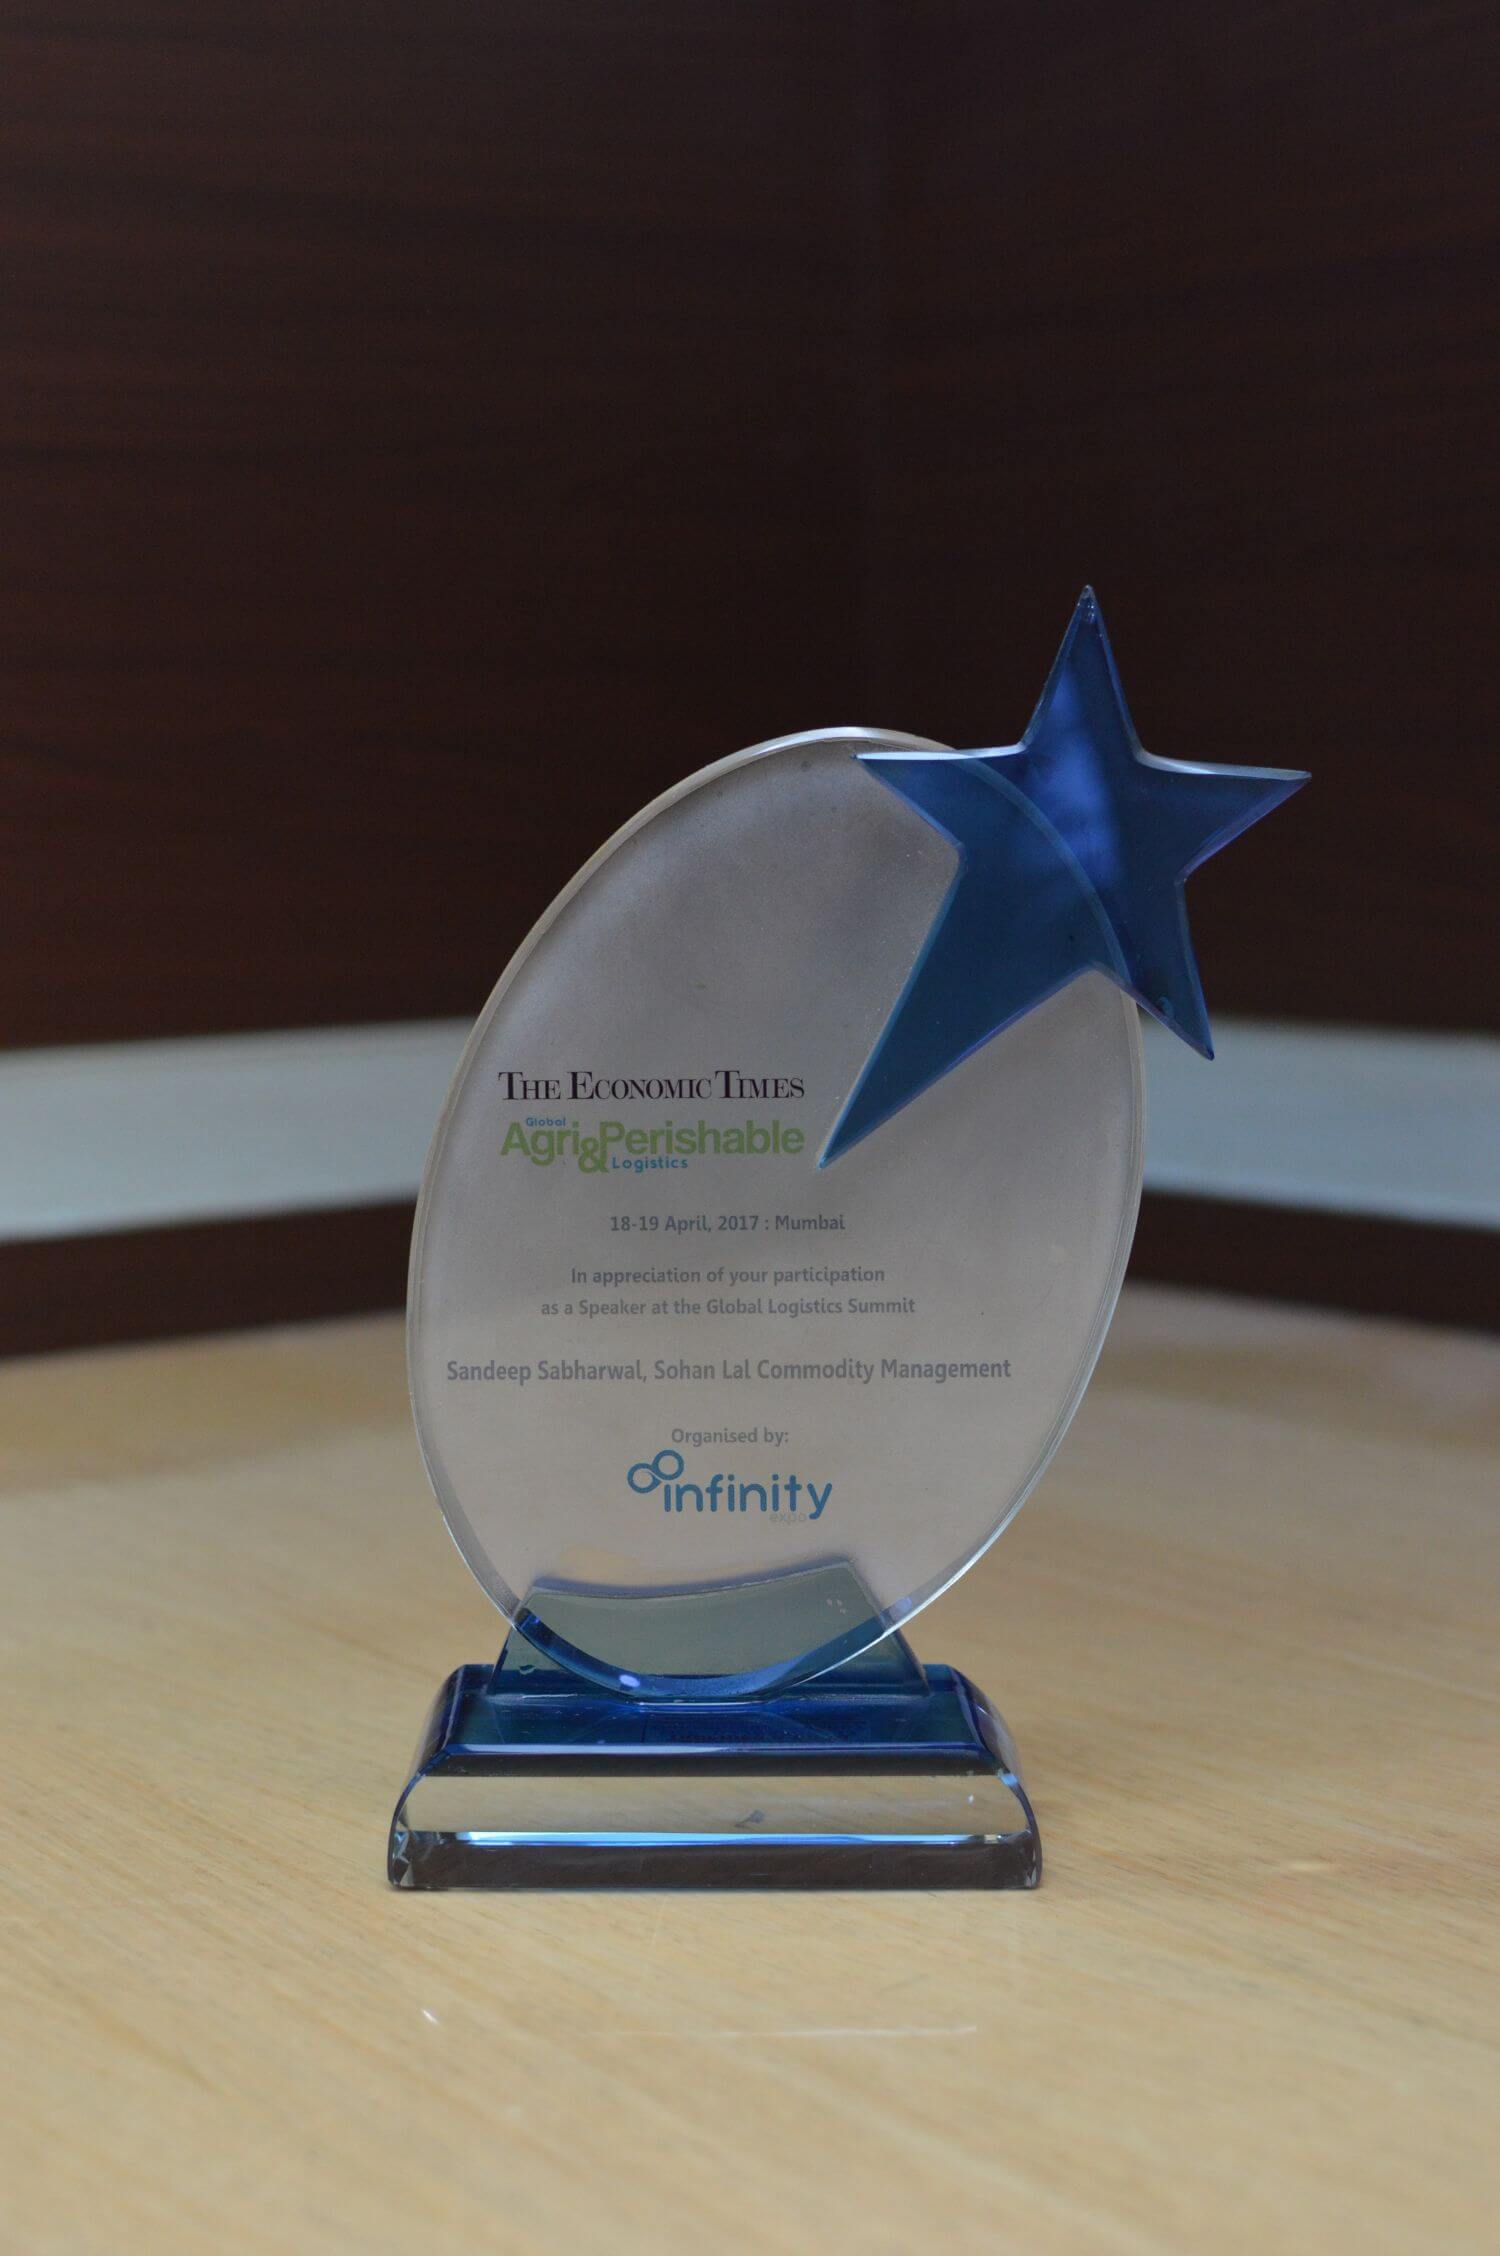 THE ECONOMIC TIMES
Global
Agri&Perishable
Logistics
18-19 April, 2017 : Mumbai
In appreciation of your participation
as a Speaker at the Global Logistics Summit
Sandeep Sabharwal, Sohan Lal Commodity Management
Organised by:
infinity
expo